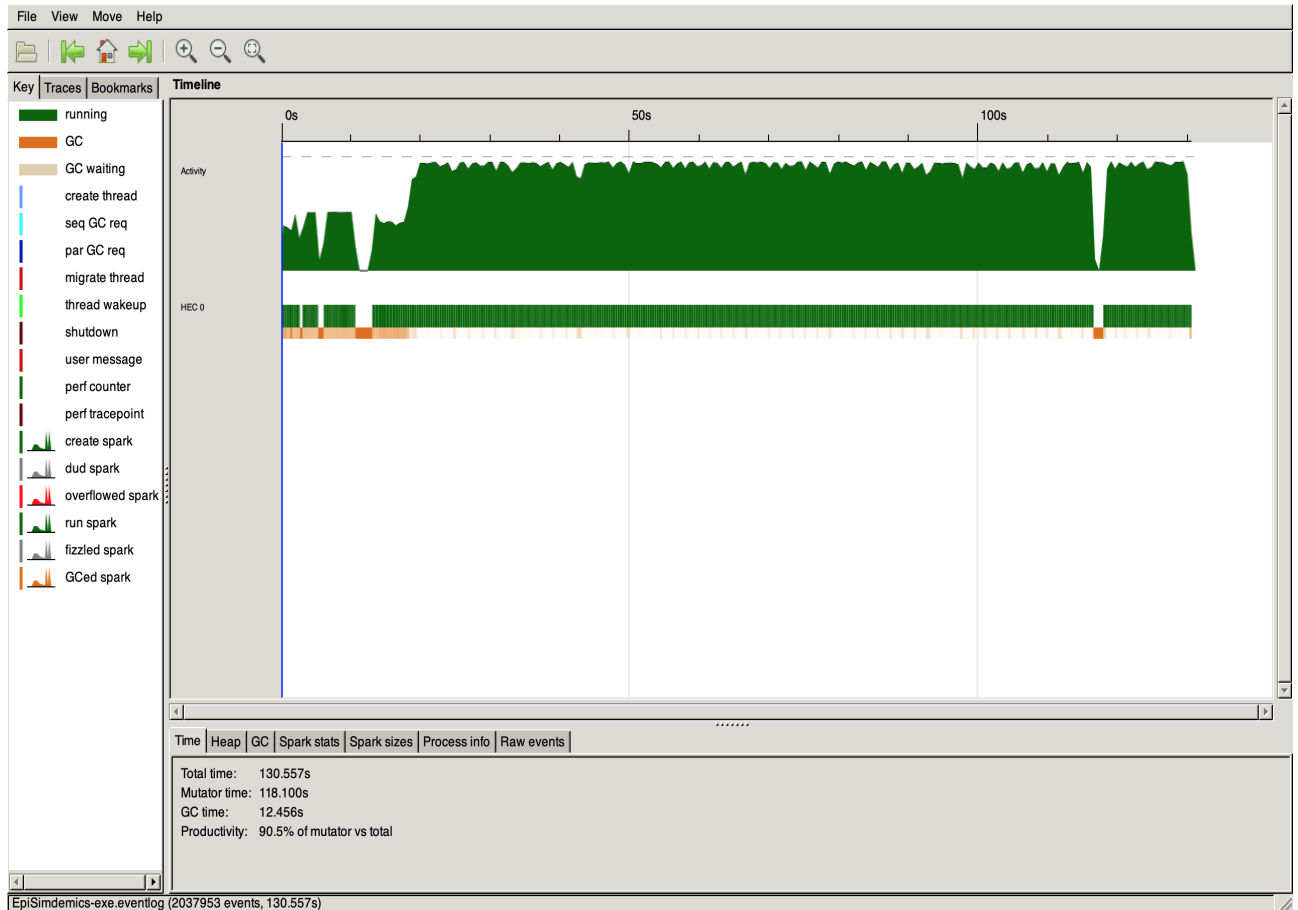 File View Move Help
Key Traces Bookmarks
Timeline
running
GC
GC waiting
create thread
seq GC req
par GC req
migrate thread
thread wakeup
shutdown
user message
perf counter
perf tracepoint
create spark
dud spark
overflowed spark
run spark
fizzled spark
GCed spark
0s 50s 100s
Activity
HEC 0
Time Heap GC Spark stats Spark sizes Process info Raw events
Total time: 130.557s
Mutator time: 118.100s
GC time: 12.456s
Productivity: 90.5% of mutator vs total
EpiSimdemics-exe.eventlog (2037953 events, 130.557s)